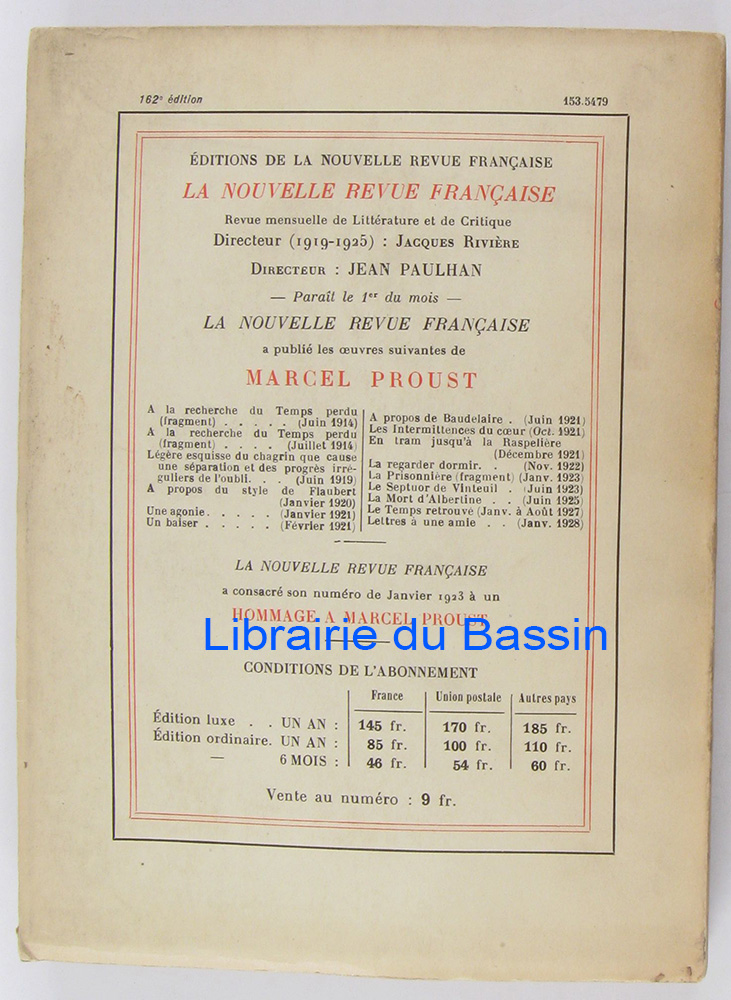 162e édition
153.5479
ÉDITIONS DE LA NOUVELLE REVUE FRANÇAISE
LA NOUVELLE REVUE FRANÇAISE
Revue mensuelle de Littérature et de Critique
Directeur (1919-1925) : JACQUES RIVIÈRE
DIRECTEUR : JEAN PAULHAN
— Paraît le 1er du mois —
LA NOUVELLE REVUE FRANÇAISE
a publié les œuvres suivantes de
MARCEL PROUST
A la recherche du Temps perdu
(fragment) . . . . . (Juin 1914)
A la recherche du Temps perdu
(fragment) . . . . (Juillet 1914)
Légère esquisse du chagrin que cause
une séparation et des progrès irré-
guliers de l'oubli. . . (Juin 1919)
A propos du style de Flaubert
(Janvier 1920)
Une agonie. . . . . (Janvier 1921)
Un baiser . . . . . (Février 1921)
A propos de Baudelaire . (Juin 1921)
Les Intermittences du cœur (Oct. 1921)
En tram jusqu'à la Raspelière
(Décembre 1921)
La regarder dormir. . (Nov. 1922)
La Prisonnière (fragment) (Janv. 1923)
Le Septuor de Vinteuil . (Juin 1923)
La Mort d'Albertine . . (Juin 1925)
Le Temps retrouvé (Janv. à Août 1927)
Lettres à une amie . . (Janv. 1928)
LA NOUVELLE REVUE FRANÇAISE
a consacré son numéro de Janvier 1923 à un
HOMMAGE A MARCEL PROUST
Librairie du Bassin
CONDITIONS DE L'ABONNEMENT
France Union postale Autres pays
Édition luxe . . UN AN : 145 fr. 170 fr. 185 fr.
Édition ordinaire. UN AN : 85 fr. 100 fr. 110 fr.
— 6 MOIS : 46 fr. 54 fr. 60 fr.
Vente au numéro : 9 fr.